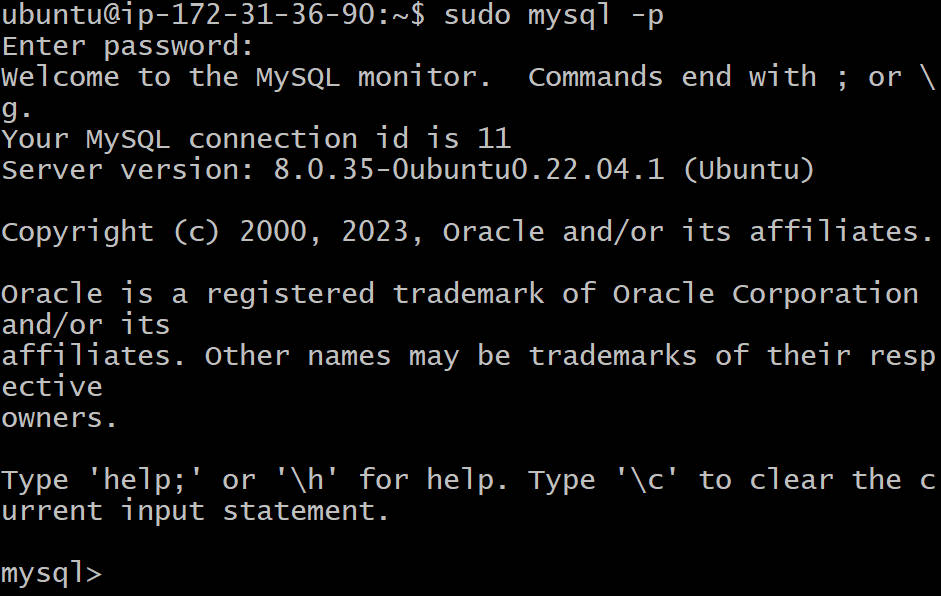 ubuntu@ip-172-31-36-90:~$ sudo mysql -p
Enter password:
Welcome to the MySQL monitor.  Commands end with ; or \
g.
Your MySQL connection id is 11
Server version: 8.0.35-0ubuntu0.22.04.1 (Ubuntu)
Copyright (c) 2000, 2023, Oracle and/or its affiliates.
Oracle is a registered trademark of Oracle Corporation
and/or its
affiliates. Other names may be trademarks of their resp
ective
owners.
Type 'help;' or '\h' for help. Type '\c' to clear the c
urrent input statement.
mysql>